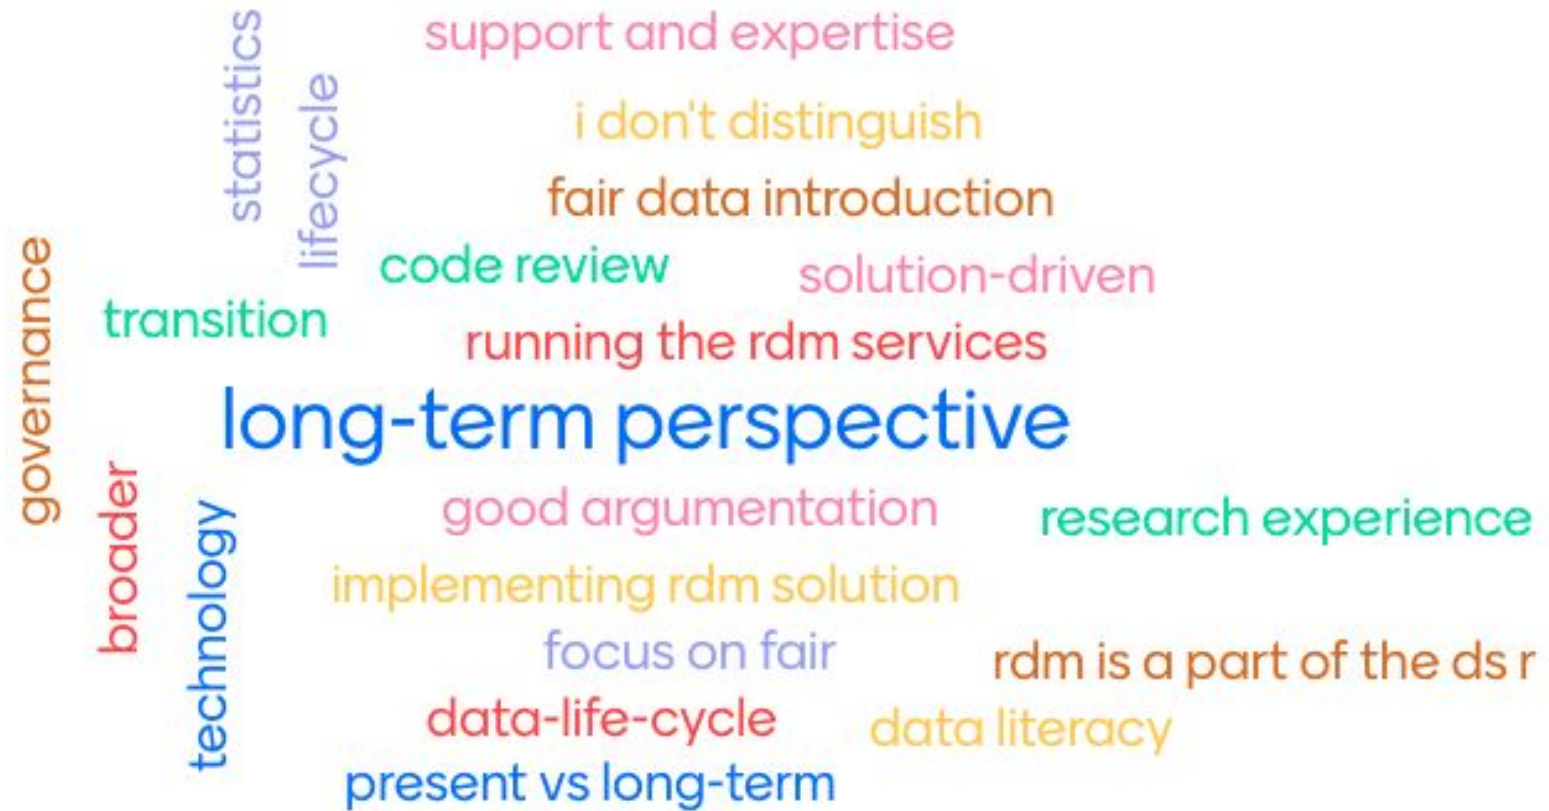 statistics
support and expertise
lifecycle
i don't distinguish
fair data introduction
governance
code review
solution-driven
transition
running the rdm services
long-term perspective
broader
technology
good argumentation
research experience
implementing rdm solution
focus on fair
rdm is a part of the ds r
data-life-cycle
data literacy
present vs long-term